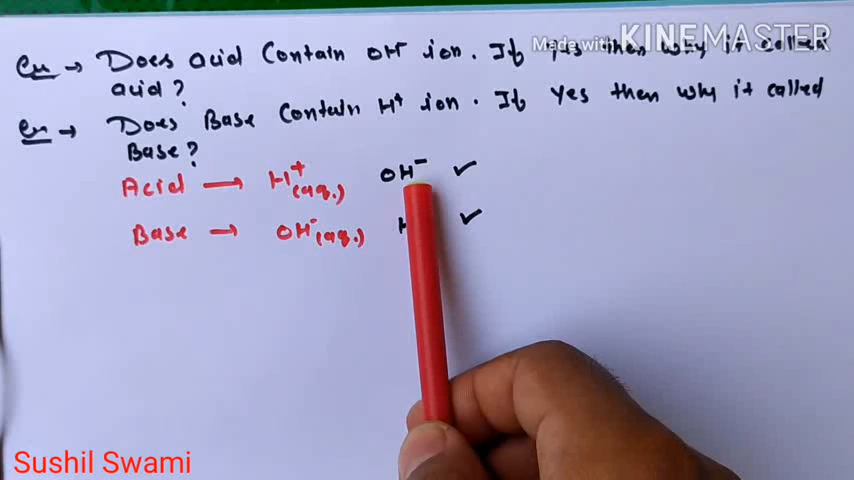 Qu → Does acid Contain OH⁻ ion. If yes then why it called
acid?
Qu → Does Base Contain H⁺ ion. If yes then why it called
Base?
Acid → H⁺(aq.) OH⁻ ✓
Base → OH⁻(aq.) H ✓
Made with KINEMASTER
Sushil Swami